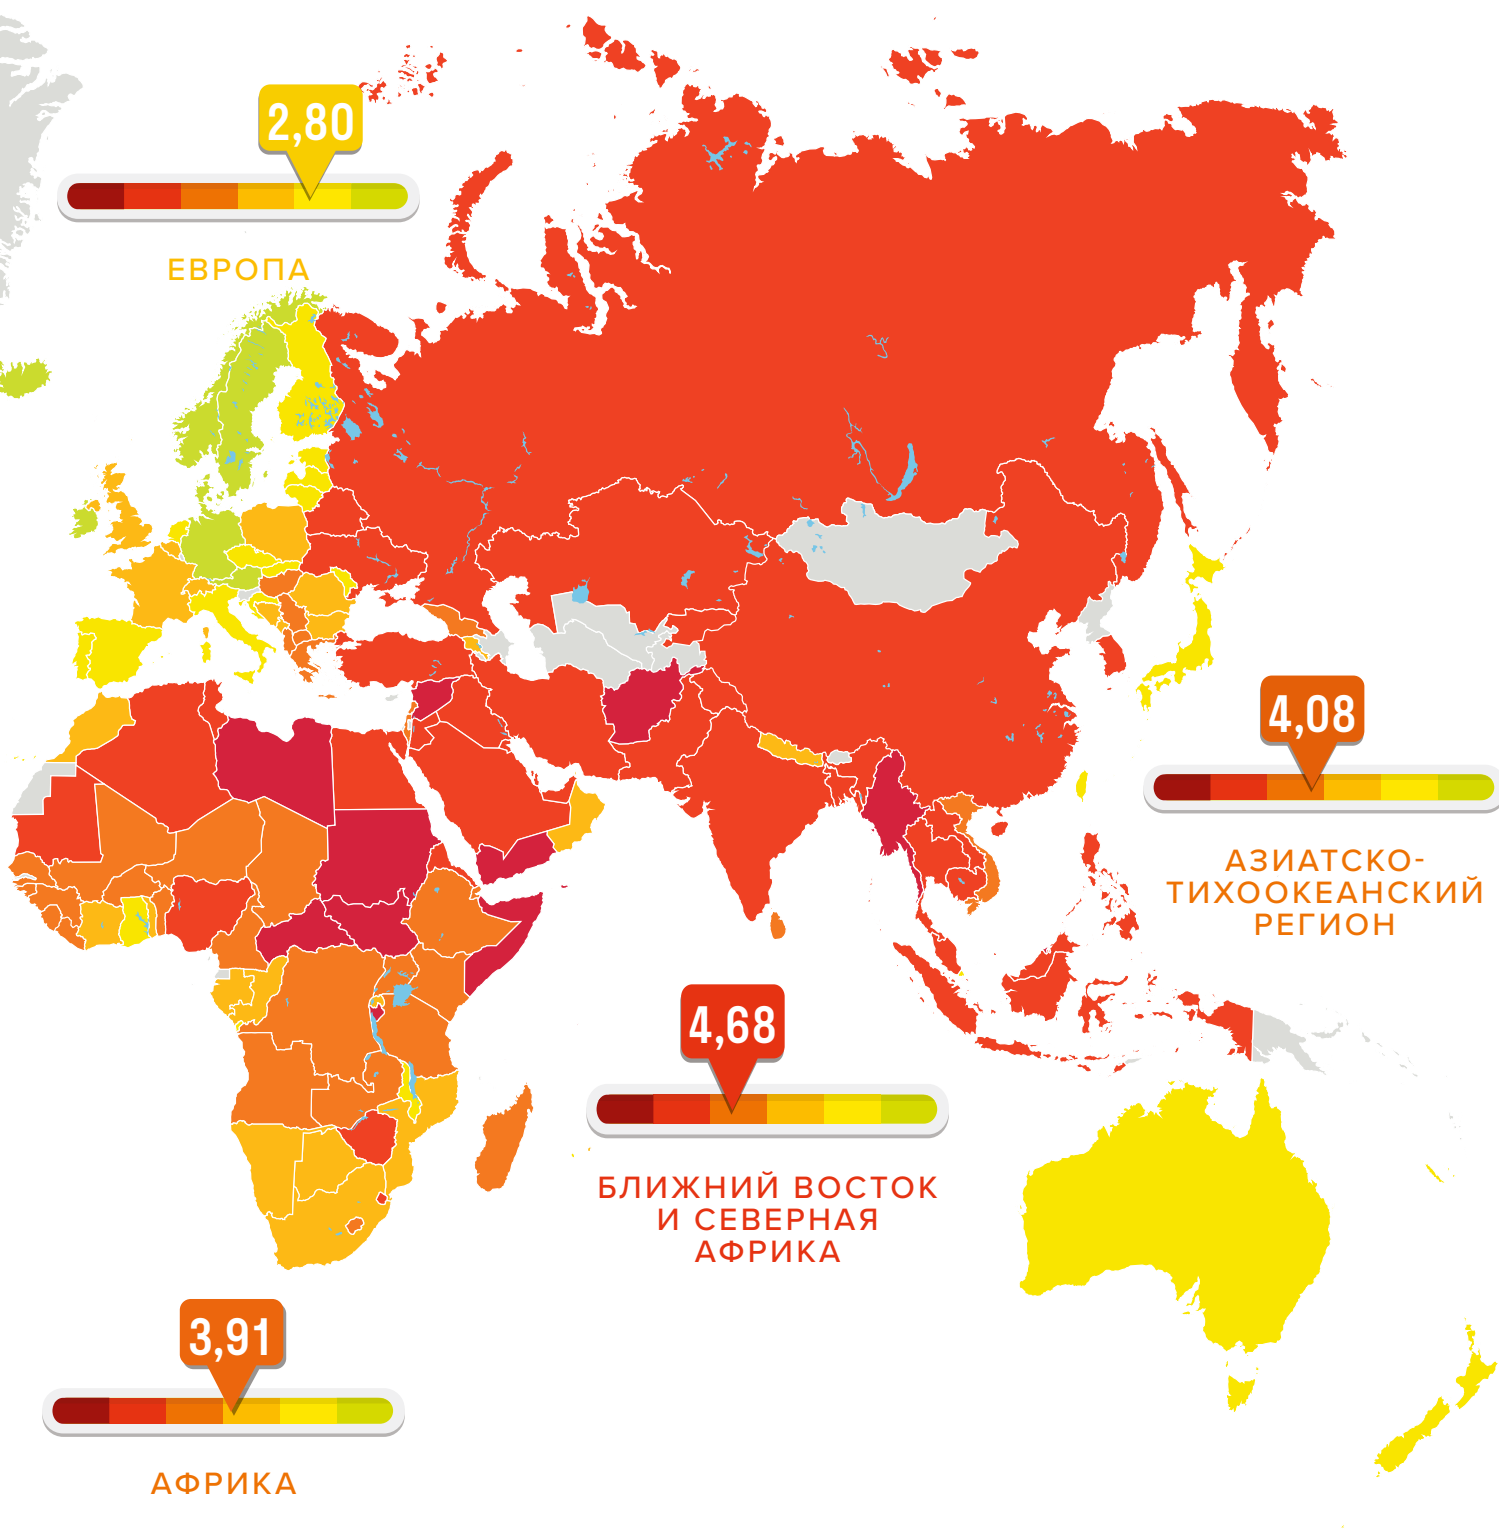 2,80
ЕВРОПА
4,08
АЗИАТСКО-
ТИХООКЕАНСКИЙ
РЕГИОН
4,68
БЛИЖНИЙ ВОСТОК
И СЕВЕРНАЯ
АФРИКА
3,91
АФРИКА